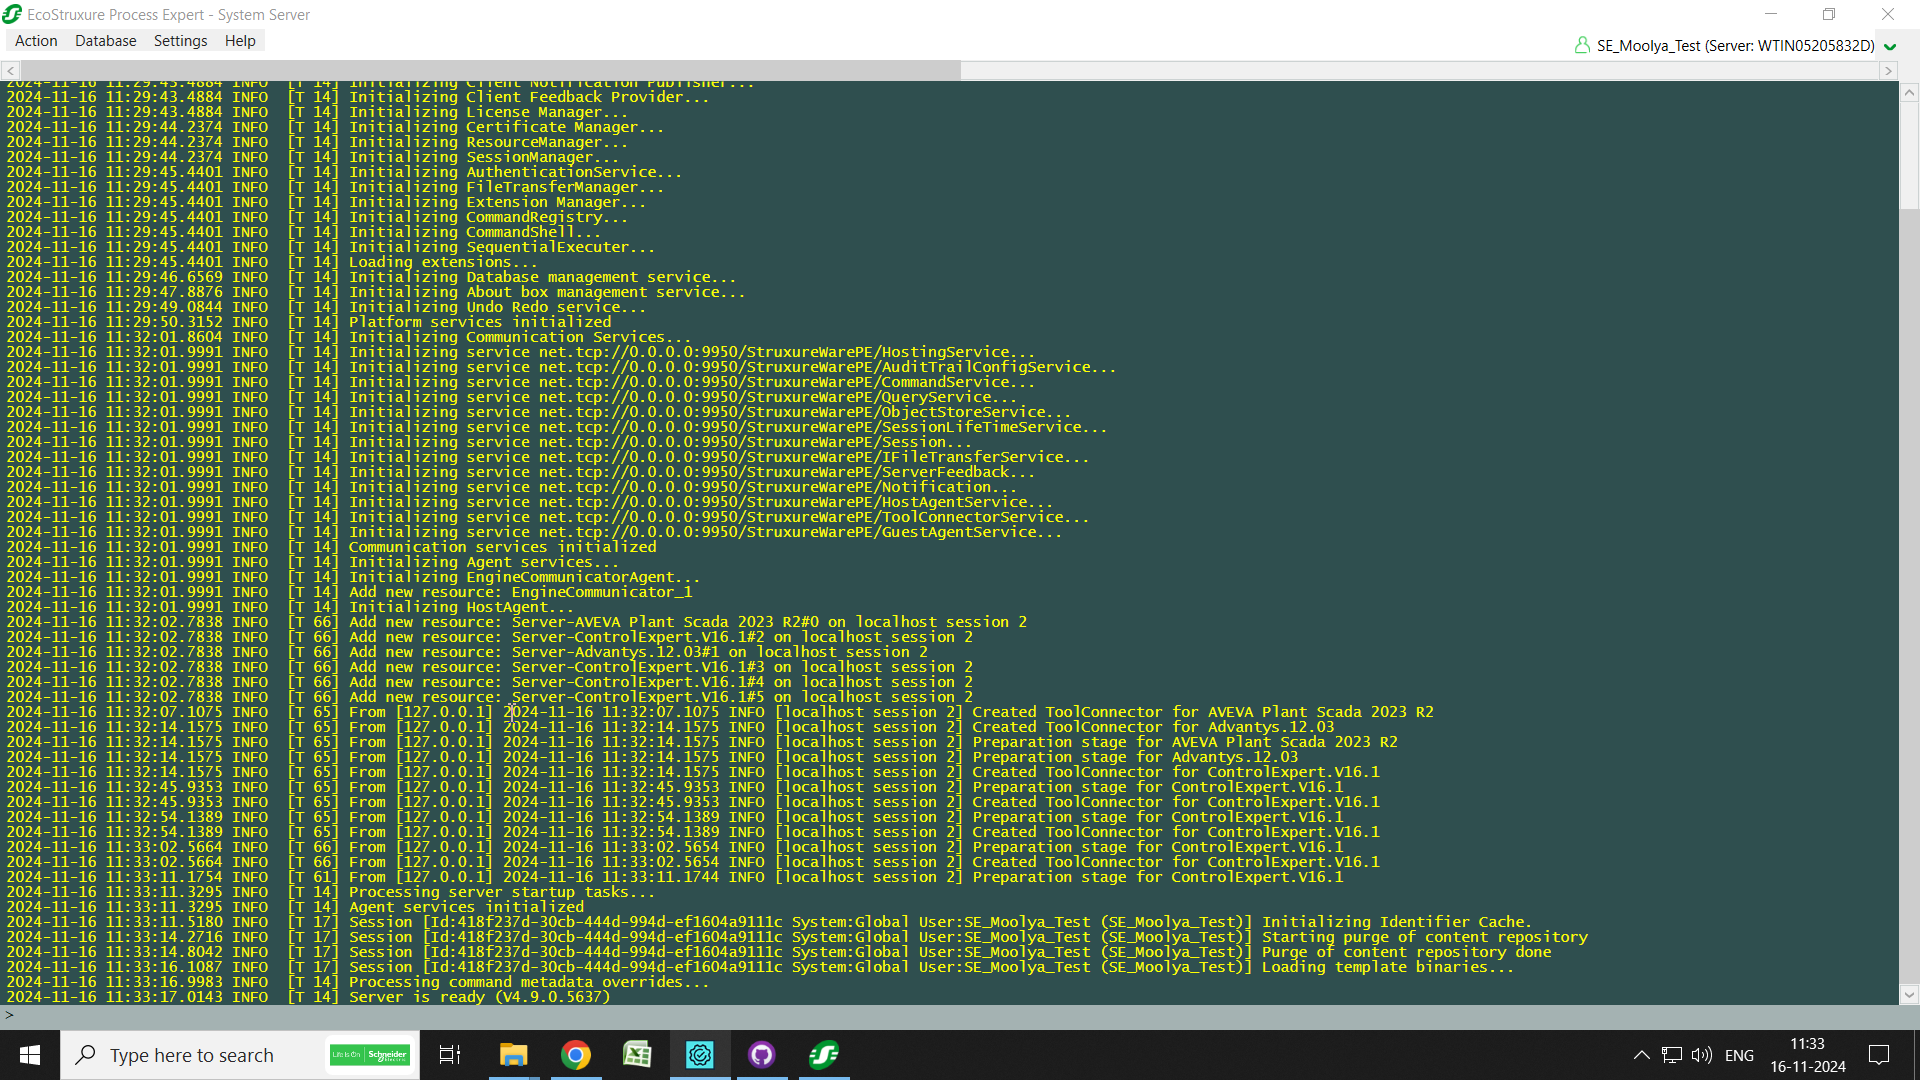 EcoStruxure Process Expert - System Server
Action Database Settings Help
SE_Moolya_Test (Server: WTIN05205832D)
2024-11-16 11:29:43.4884 INFO [T 14] Initializing Client Notification Publisher...
2024-11-16 11:29:43.4884 INFO [T 14] Initializing Client Feedback Provider...
2024-11-16 11:29:43.4884 INFO [T 14] Initializing License Manager...
2024-11-16 11:29:44.2374 INFO [T 14] Initializing Certificate Manager...
2024-11-16 11:29:44.2374 INFO [T 14] Initializing ResourceManager...
2024-11-16 11:29:44.2374 INFO [T 14] Initializing SessionManager...
2024-11-16 11:29:45.4401 INFO [T 14] Initializing AuthenticationService...
2024-11-16 11:29:45.4401 INFO [T 14] Initializing FileTransferManager...
2024-11-16 11:29:45.4401 INFO [T 14] Initializing Extension Manager...
2024-11-16 11:29:45.4401 INFO [T 14] Initializing CommandRegistry...
2024-11-16 11:29:45.4401 INFO [T 14] Initializing CommandShell...
2024-11-16 11:29:45.4401 INFO [T 14] Initializing SequentialExecuter...
2024-11-16 11:29:45.4401 INFO [T 14] Loading extensions...
2024-11-16 11:29:46.6569 INFO [T 14] Initializing Database management service...
2024-11-16 11:29:47.8876 INFO [T 14] Initializing About box management service...
2024-11-16 11:29:49.0844 INFO [T 14] Initializing Undo Redo service...
2024-11-16 11:29:50.3152 INFO [T 14] Platform services initialized
2024-11-16 11:32:01.8604 INFO [T 14] Initializing Communication Services...
2024-11-16 11:32:01.9991 INFO [T 14] Initializing service net.tcp://0.0.0.0:9950/StruxureWarePE/HostingService...
2024-11-16 11:32:01.9991 INFO [T 14] Initializing service net.tcp://0.0.0.0:9950/StruxureWarePE/AuditTrailConfigService...
2024-11-16 11:32:01.9991 INFO [T 14] Initializing service net.tcp://0.0.0.0:9950/StruxureWarePE/CommandService...
2024-11-16 11:32:01.9991 INFO [T 14] Initializing service net.tcp://0.0.0.0:9950/StruxureWarePE/QueryService...
2024-11-16 11:32:01.9991 INFO [T 14] Initializing service net.tcp://0.0.0.0:9950/StruxureWarePE/ObjectStoreService...
2024-11-16 11:32:01.9991 INFO [T 14] Initializing service net.tcp://0.0.0.0:9950/StruxureWarePE/SessionLifeTimeService...
2024-11-16 11:32:01.9991 INFO [T 14] Initializing service net.tcp://0.0.0.0:9950/StruxureWarePE/Session...
2024-11-16 11:32:01.9991 INFO [T 14] Initializing service net.tcp://0.0.0.0:9950/StruxureWarePE/IFileTransferService...
2024-11-16 11:32:01.9991 INFO [T 14] Initializing service net.tcp://0.0.0.0:9950/StruxureWarePE/ServerFeedback...
2024-11-16 11:32:01.9991 INFO [T 14] Initializing service net.tcp://0.0.0.0:9950/StruxureWarePE/Notification...
2024-11-16 11:32:01.9991 INFO [T 14] Initializing service net.tcp://0.0.0.0:9950/StruxureWarePE/HostAgentService...
2024-11-16 11:32:01.9991 INFO [T 14] Initializing service net.tcp://0.0.0.0:9950/StruxureWarePE/ToolConnectorService...
2024-11-16 11:32:01.9991 INFO [T 14] Initializing service net.tcp://0.0.0.0:9950/StruxureWarePE/GuestAgentService...
2024-11-16 11:32:01.9991 INFO [T 14] Communication services initialized
2024-11-16 11:32:01.9991 INFO [T 14] Initializing Agent services...
2024-11-16 11:32:01.9991 INFO [T 14] Initializing EngineCommunicatorAgent...
2024-11-16 11:32:01.9991 INFO [T 14] Add new resource: EngineCommunicator_1
2024-11-16 11:32:01.9991 INFO [T 14] Initializing HostAgent...
2024-11-16 11:32:02.7838 INFO [T 66] Add new resource: Server-AVEVA Plant Scada 2023 R2#0 on localhost session 2
2024-11-16 11:32:02.7838 INFO [T 66] Add new resource: Server-ControlExpert.V16.1#2 on localhost session 2
2024-11-16 11:32:02.7838 INFO [T 66] Add new resource: Server-Advantys.12.03#1 on localhost session 2
2024-11-16 11:32:02.7838 INFO [T 66] Add new resource: Server-ControlExpert.V16.1#3 on localhost session 2
2024-11-16 11:32:02.7838 INFO [T 66] Add new resource: Server-ControlExpert.V16.1#4 on localhost session 2
2024-11-16 11:32:02.7838 INFO [T 66] Add new resource: Server-ControlExpert.V16.1#5 on localhost session 2
2024-11-16 11:32:07.1075 INFO [T 65] From [127.0.0.1] 2024-11-16 11:32:07.1075 INFO [localhost session 2] Created ToolConnector for AVEVA Plant Scada 2023 R2
2024-11-16 11:32:14.1575 INFO [T 65] From [127.0.0.1] 2024-11-16 11:32:14.1575 INFO [localhost session 2] Created ToolConnector for Advantys.12.03
2024-11-16 11:32:14.1575 INFO [T 65] From [127.0.0.1] 2024-11-16 11:32:14.1575 INFO [localhost session 2] Preparation stage for AVEVA Plant Scada 2023 R2
2024-11-16 11:32:14.1575 INFO [T 65] From [127.0.0.1] 2024-11-16 11:32:14.1575 INFO [localhost session 2] Preparation stage for Advantys.12.03
2024-11-16 11:32:14.1575 INFO [T 65] From [127.0.0.1] 2024-11-16 11:32:14.1575 INFO [localhost session 2] Created ToolConnector for ControlExpert.V16.1
2024-11-16 11:32:45.9353 INFO [T 65] From [127.0.0.1] 2024-11-16 11:32:45.9353 INFO [localhost session 2] Preparation stage for ControlExpert.V16.1
2024-11-16 11:32:45.9353 INFO [T 65] From [127.0.0.1] 2024-11-16 11:32:45.9353 INFO [localhost session 2] Created ToolConnector for ControlExpert.V16.1
2024-11-16 11:32:54.1389 INFO [T 65] From [127.0.0.1] 2024-11-16 11:32:54.1389 INFO [localhost session 2] Preparation stage for ControlExpert.V16.1
2024-11-16 11:32:54.1389 INFO [T 65] From [127.0.0.1] 2024-11-16 11:32:54.1389 INFO [localhost session 2] Created ToolConnector for ControlExpert.V16.1
2024-11-16 11:33:02.5664 INFO [T 66] From [127.0.0.1] 2024-11-16 11:33:02.5654 INFO [localhost session 2] Preparation stage for ControlExpert.V16.1
2024-11-16 11:33:02.5664 INFO [T 66] From [127.0.0.1] 2024-11-16 11:33:02.5654 INFO [localhost session 2] Created ToolConnector for ControlExpert.V16.1
2024-11-16 11:33:11.1754 INFO [T 61] From [127.0.0.1] 2024-11-16 11:33:11.1744 INFO [localhost session 2] Preparation stage for ControlExpert.V16.1
2024-11-16 11:33:11.3295 INFO [T 14] Processing server startup tasks...
2024-11-16 11:33:11.3295 INFO [T 14] Agent services initialized
2024-11-16 11:33:11.5180 INFO [T 17] Session [Id:418f237d-30cb-444d-994d-ef1604a9111c System:Global User:SE_Moolya_Test (SE_Moolya_Test)] Initializing Identifier Cache.
2024-11-16 11:33:14.2716 INFO [T 17] Session [Id:418f237d-30cb-444d-994d-ef1604a9111c System:Global User:SE_Moolya_Test (SE_Moolya_Test)] Starting purge of content repository
2024-11-16 11:33:14.8042 INFO [T 17] Session [Id:418f237d-30cb-444d-994d-ef1604a9111c System:Global User:SE_Moolya_Test (SE_Moolya_Test)] Purge of content repository done
2024-11-16 11:33:16.1087 INFO [T 17] Session [Id:418f237d-30cb-444d-994d-ef1604a9111c System:Global User:SE_Moolya_Test (SE_Moolya_Test)] Loading template binaries...
2024-11-16 11:33:16.9983 INFO [T 14] Processing command metadata overrides...
2024-11-16 11:33:17.0143 INFO [T 14] Server is ready (V4.9.0.5637)
>
Type here to search
Life Is On | Schneider Electric
ENG
11:33
16-11-2024